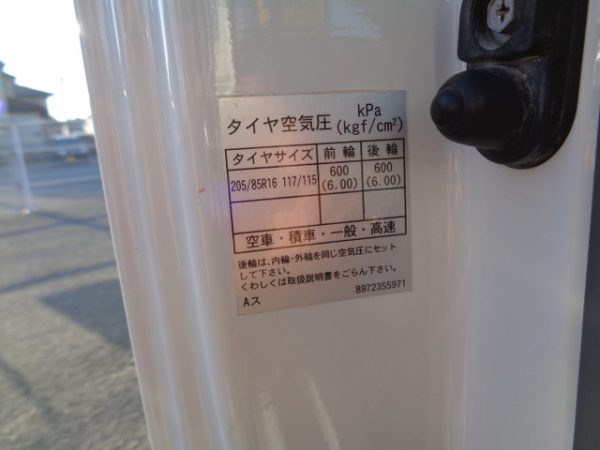 タイヤ空気圧 kPa (kgf/cm²)
タイヤサイズ 前輪 後輪
205/85R16 117/115 600 (6.00) 600 (6.00)
空車・積車・一般・高速
後輪は、内輪・外輪を同じ空気圧にセット
して下さい。
くわしくは取扱説明書をごらん下さい。
Aス 8972355971